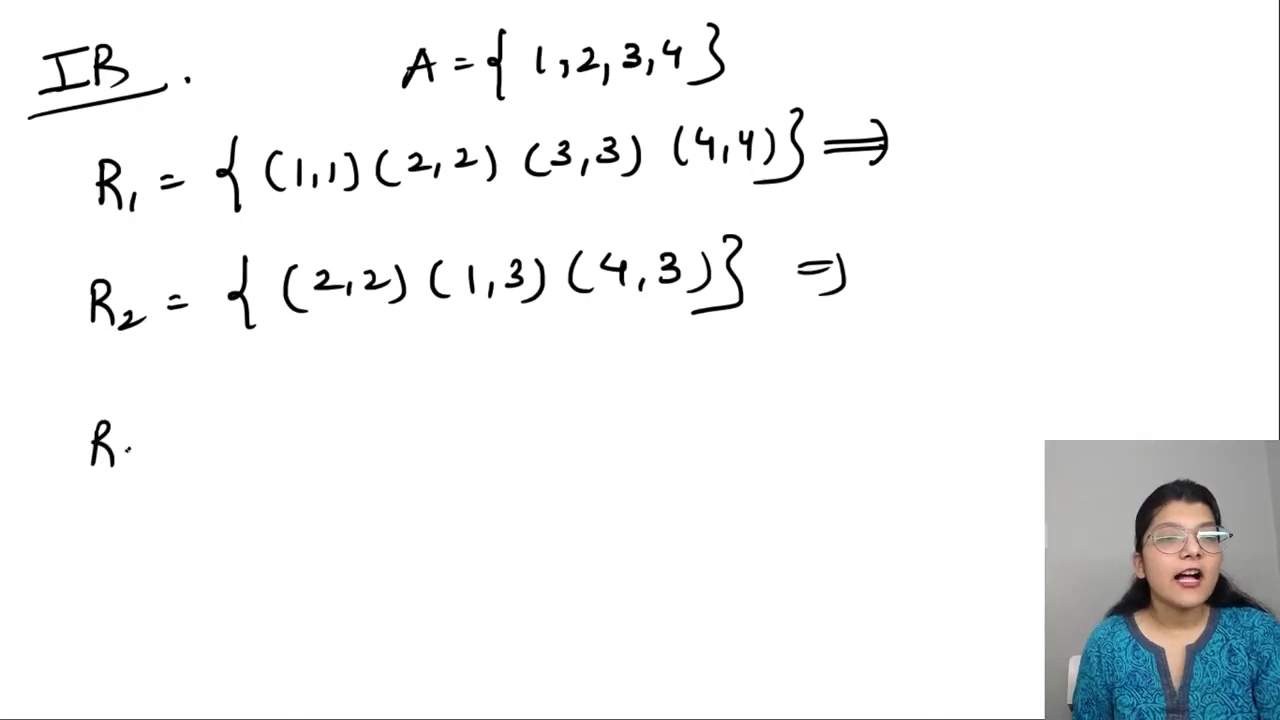 IR. A = { 1, 2, 3, 4 }
R₁ = { (1,1) (2,2) (3,3) (4,4) } ⟹
R₂ = { (2,2) (1,3) (4,3) } ⇒
R.